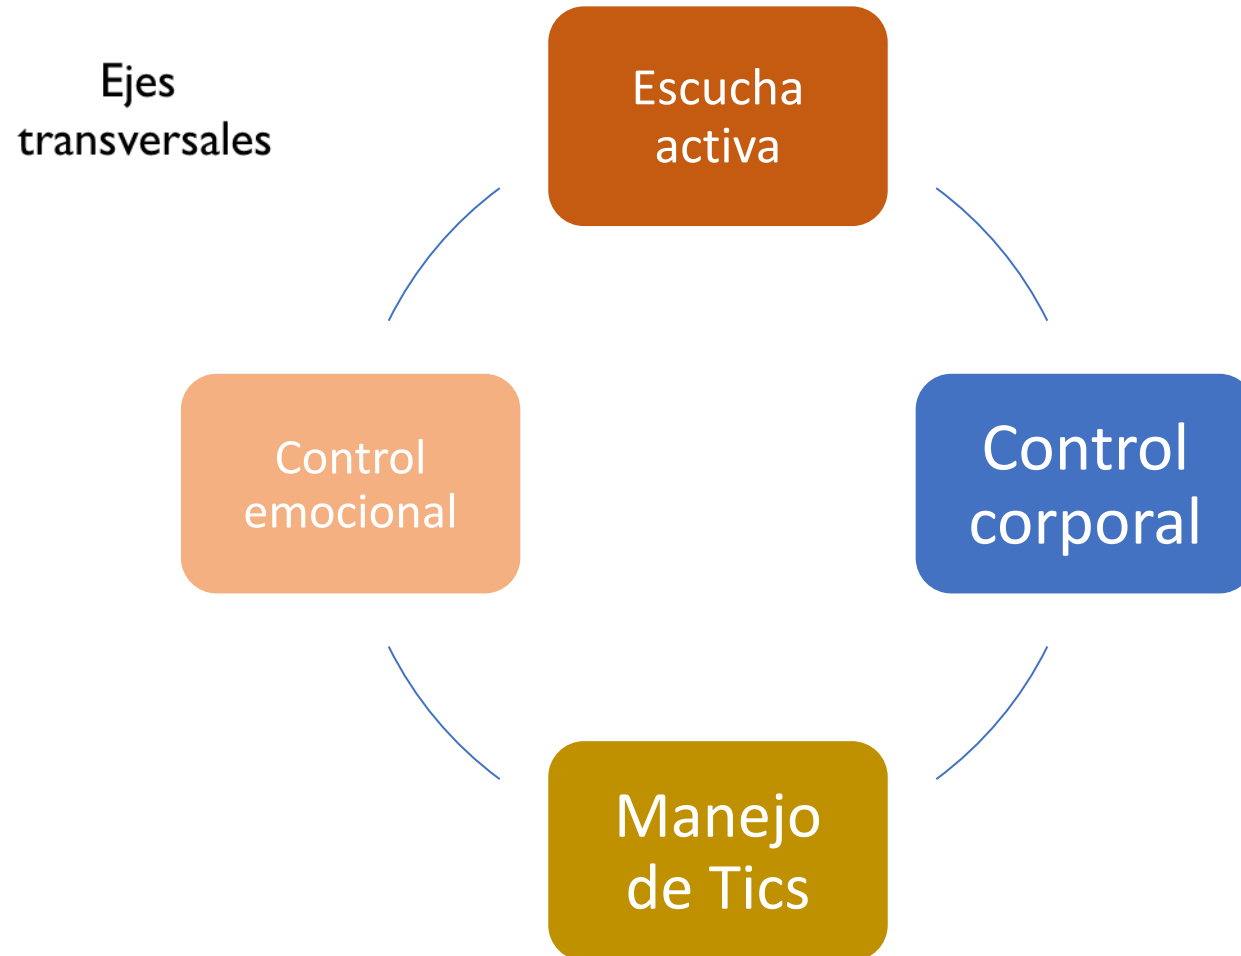 Ejes
transversales
Escucha
activa
Control
emocional
Control
corporal
Manejo
de Tics